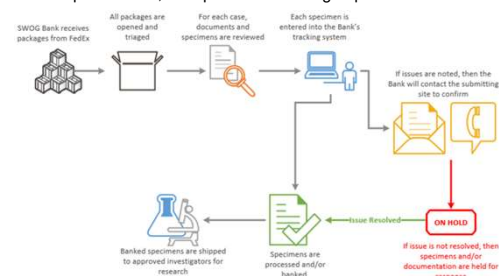 SWOG Bank receives
packages from FedEx
All packages are
opened and
triaged
For each case,
documents and
specimens are reviewed
Each specimen is
entered into the Bank's
tracking system
If issues are noted, then the
Bank will contact the submitting
site to confirm
Issue Resolved
ON HOLD
If issue is not resolved, then
specimens and/or
documentation are held for
Banked specimens are shipped
to approved investigators for
research
Specimens are
processed and/or
banked